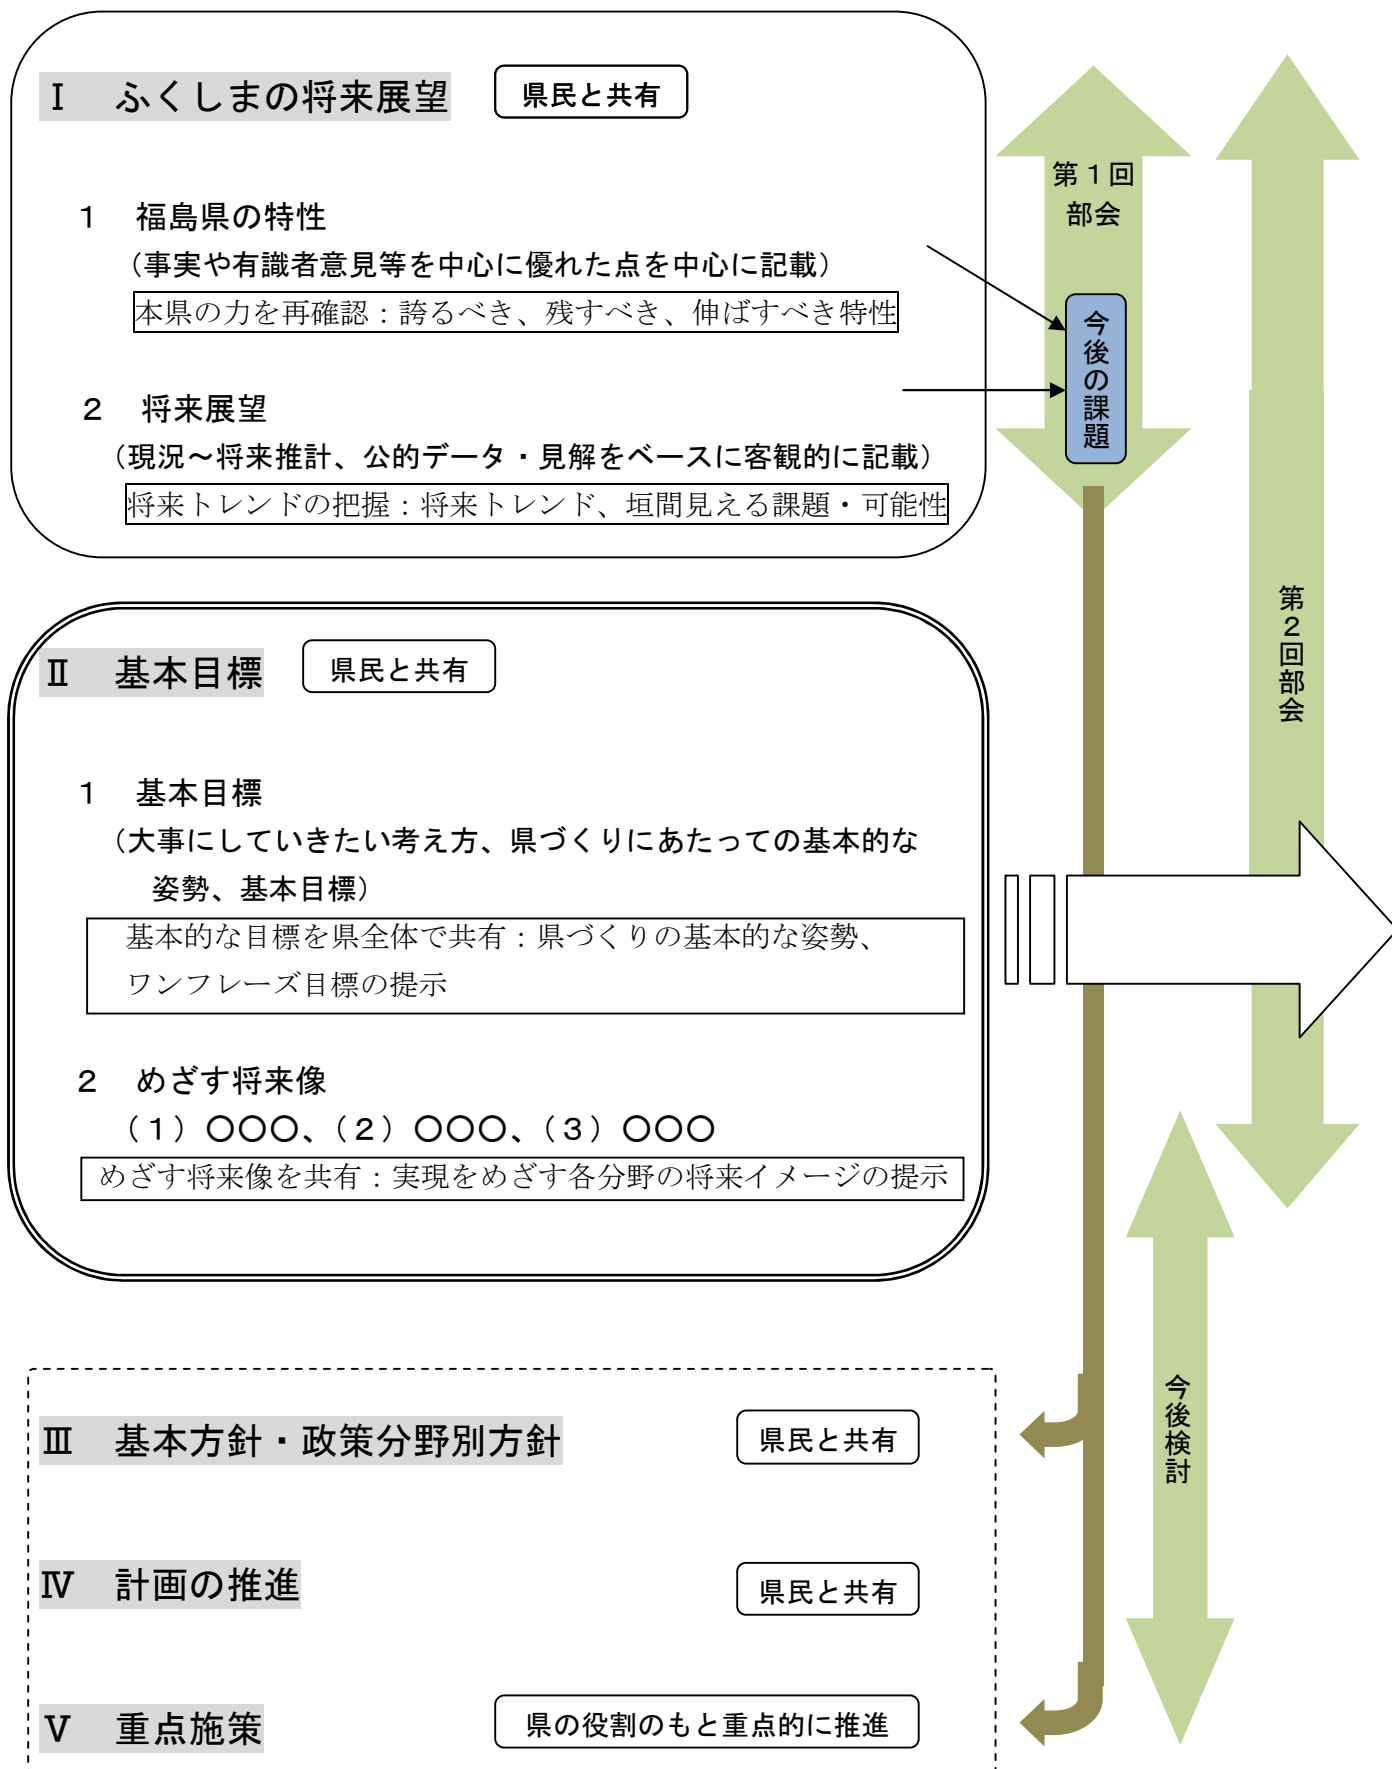 Ⅰ　ふくしまの将来展望
県民と共有
１　福島県の特性
（事実や有識者意見等を中心に優れた点を中心に記載）
本県の力を再確認：誇るべき、残すべき、伸ばすべき特性
２　将来展望
（現況～将来推計、公的データ・見解をベースに客観的に記載）
将来トレンドの把握：将来トレンド、垣間見える課題・可能性
第１回
部会
今後の課題
第２回部会
Ⅱ　基本目標
県民と共有
１　基本目標
（大事にしていきたい考え方、県づくりにあたっての基本的な
姿勢、基本目標）
基本的な目標を県全体で共有：県づくりの基本的な姿勢、
ワンフレーズ目標の提示
２　めざす将来像
（１）○○○、（２）○○○、（３）○○○
めざす将来像を共有：実現をめざす各分野の将来イメージの提示
今後検討
Ⅲ　基本方針・政策分野別方針
県民と共有
Ⅳ　計画の推進
県民と共有
Ⅴ　重点施策
県の役割のもと重点的に推進